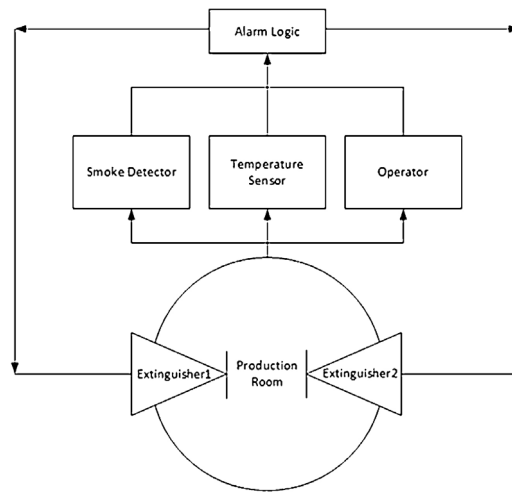 Alarm Logic
Smoke Detector
Temperature
Sensor
Operator
Extinguisher1
Production
Room
Extinguisher2